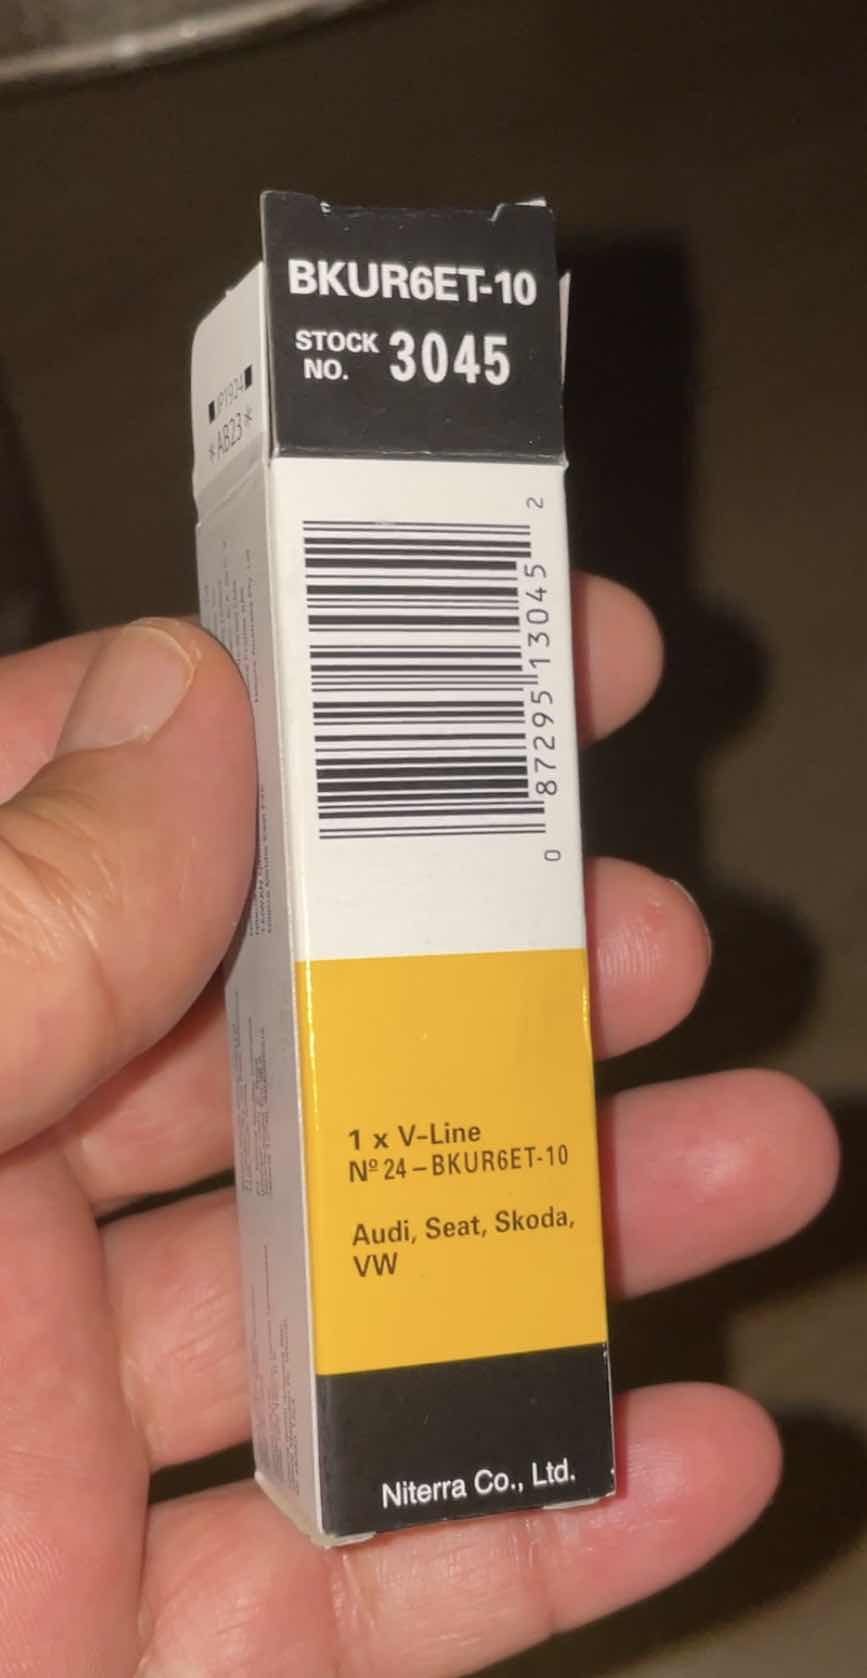 BKUR6ET-10
STOCK
NO. 3045
P1924
*AB23*
0 87295 13045 2
1 x V-Line
Nº 24 – BKUR6ET-10
Audi, Seat, Skoda,
VW
Niterra Co., Ltd.